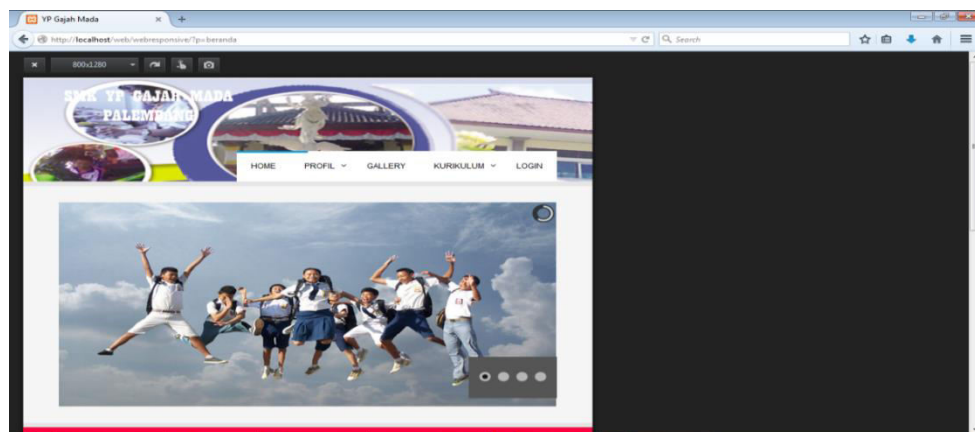 YP Gajah Mada
http://localhost/web/webresponsive/?p=beranda
Search
800x1280
SMK YP GAJAH MADA
PALEMBANG
HOME PROFIL GALLERY KURIKULUM LOGIN